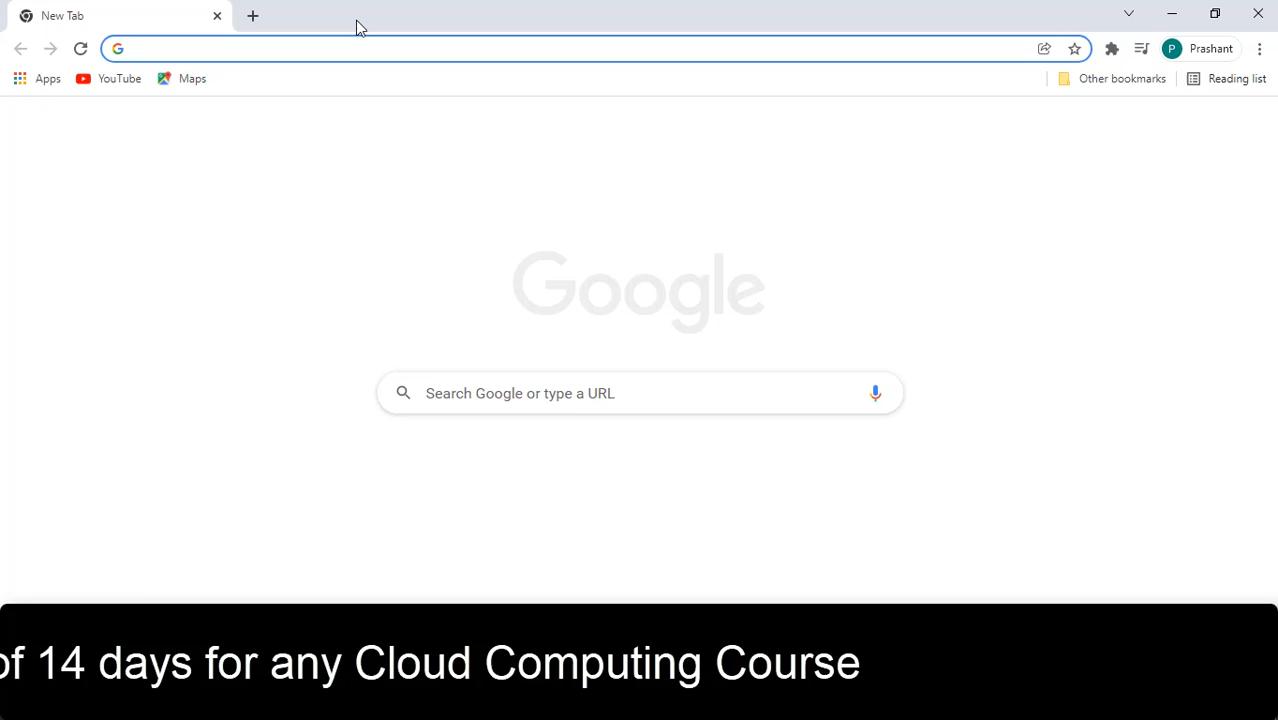 New Tab
P Prashant
Apps YouTube Maps Other bookmarks Reading list
Google
Search Google or type a URL
of 14 days for any Cloud Computing Course